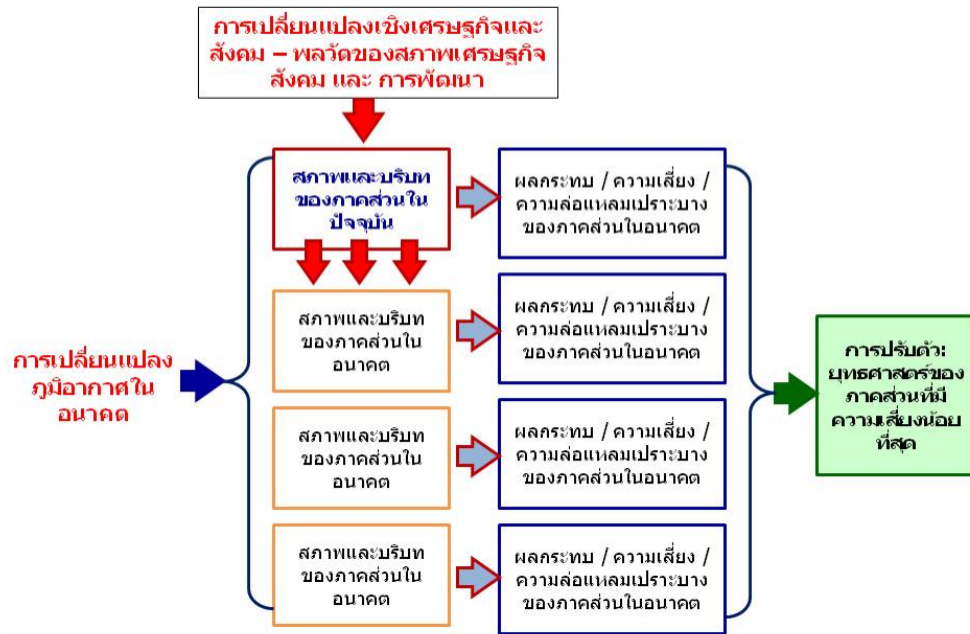 การเปลี่ยนแปลงเชิงเศรษฐกิจและ
สังคม – พลวัตของสภาพเศรษฐกิจ
สังคม และ การพัฒนา
สภาพและบริบท
ของภาคส่วนใน
ปัจจุบัน
ผลกระทบ / ความเสี่ยง /
ความล่อแหลมเปราะบาง
ของภาคส่วนในอนาคต
สภาพและบริบท
ของภาคส่วนใน
อนาคต
ผลกระทบ / ความเสี่ยง /
ความล่อแหลมเปราะบาง
ของภาคส่วนในอนาคต
การเปลี่ยนแปลง
ภูมิอากาศใน
อนาคต
สภาพและบริบท
ของภาคส่วนใน
อนาคต
ผลกระทบ / ความเสี่ยง /
ความล่อแหลมเปราะบาง
ของภาคส่วนในอนาคต
สภาพและบริบท
ของภาคส่วนใน
อนาคต
ผลกระทบ / ความเสี่ยง /
ความล่อแหลมเปราะบาง
ของภาคส่วนในอนาคต
การปรับตัว:
ยุทธศาสตร์ของ
ภาคส่วนที่มี
ความเสี่ยงน้อย
ที่สุด